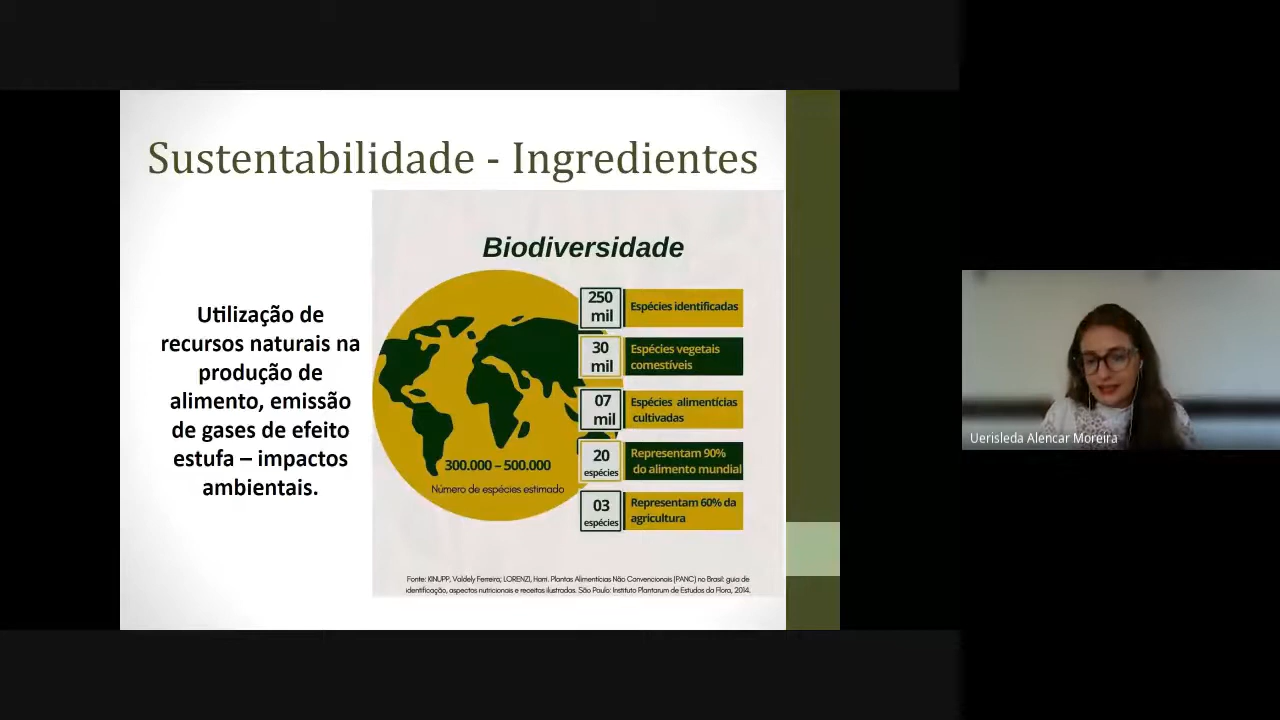 Sustentabilidade - Ingredientes
Utilização de
recursos naturais na
produção de
alimento, emissão
de gases de efeito
estufa – impactos
ambientais.
Biodiversidade
250
mil
Espécies identificadas
30
mil
Espécies vegetais
comestíveis
07
mil
Espécies alimentícias
cultivadas
20
espécies
Representam 90%
do alimento mundial
03
espécies
Representam 60% da
agricultura
300.000 – 500.000
Número de espécies estimado
Fonte: KINUPP, Valdely Ferreira; LORENZI, Harri. Plantas Alimentícias Não Convencionais (PANC) no Brasil: guia de
identificação, aspectos nutricionais e receitas ilustradas. São Paulo: Instituto Plantarum de Estudos da Flora, 2014.
Uerisleda Alencar Moreira